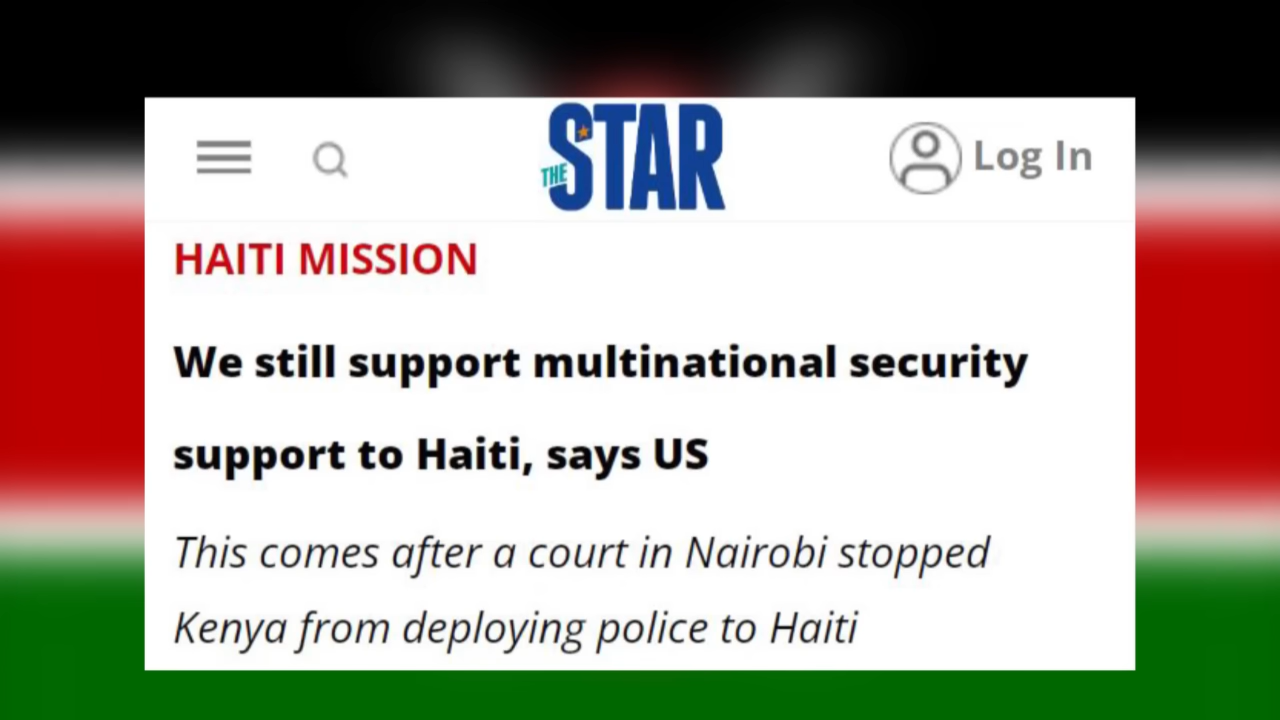 THE STAR
Log In
HAITI MISSION
We still support multinational security
support to Haiti, says US
This comes after a court in Nairobi stopped
Kenya from deploying police to Haiti